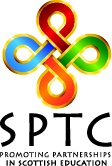 SPTC
PROMOTING PARTNERSHIPS
IN SCOTTISH EDUCATION